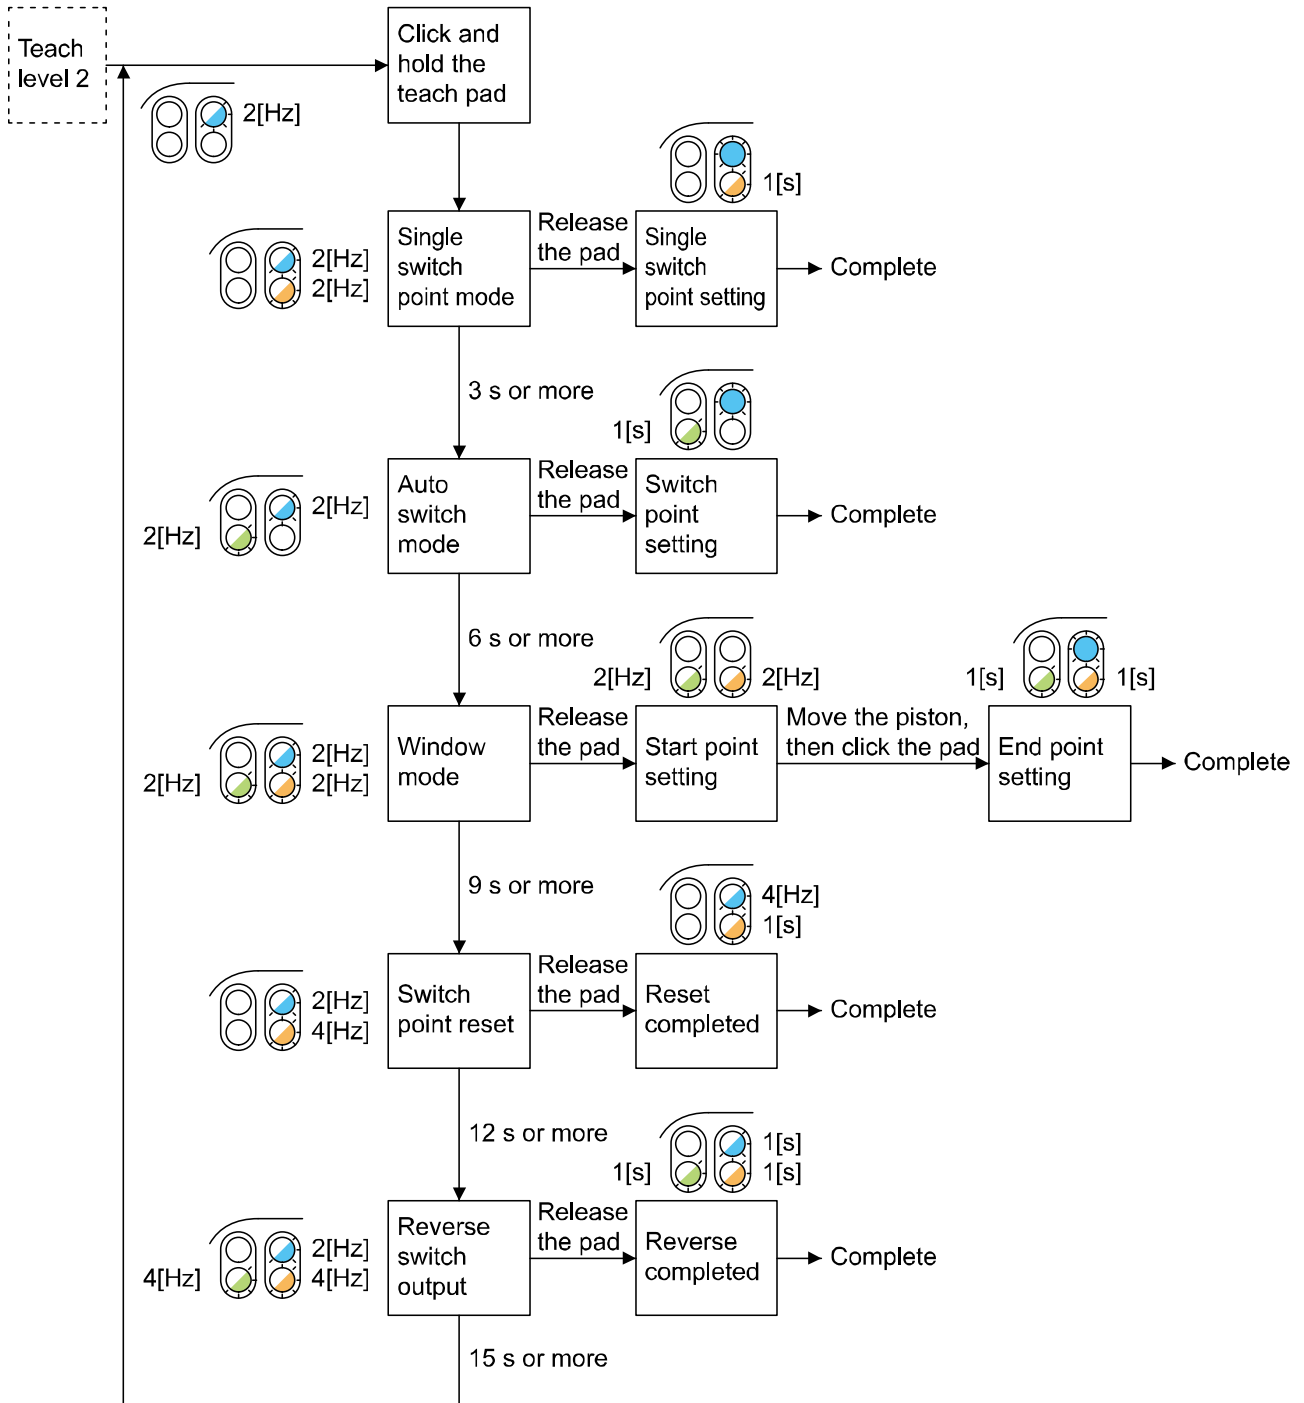 Teach
level 2
Click and
hold the
teach pad
2[Hz]
1[s]
2[Hz]
2[Hz]
Single
switch
point mode
Release
the pad
Single
switch
point setting
Complete
3 s or more
1[s]
2[Hz]
2[Hz]
Auto
switch
mode
Release
the pad
Switch
point
setting
Complete
6 s or more
2[Hz]
2[Hz]
1[s]
1[s]
2[Hz]
2[Hz]
2[Hz]
Window
mode
Release
the pad
Start point
setting
Move the piston,
then click the pad
End point
setting
Complete
9 s or more
4[Hz]
1[s]
2[Hz]
4[Hz]
Switch
point reset
Release
the pad
Reset
completed
Complete
12 s or more
1[s]
1[s]
1[s]
2[Hz]
4[Hz]
4[Hz]
Reverse
switch
output
Release
the pad
Reverse
completed
Complete
15 s or more